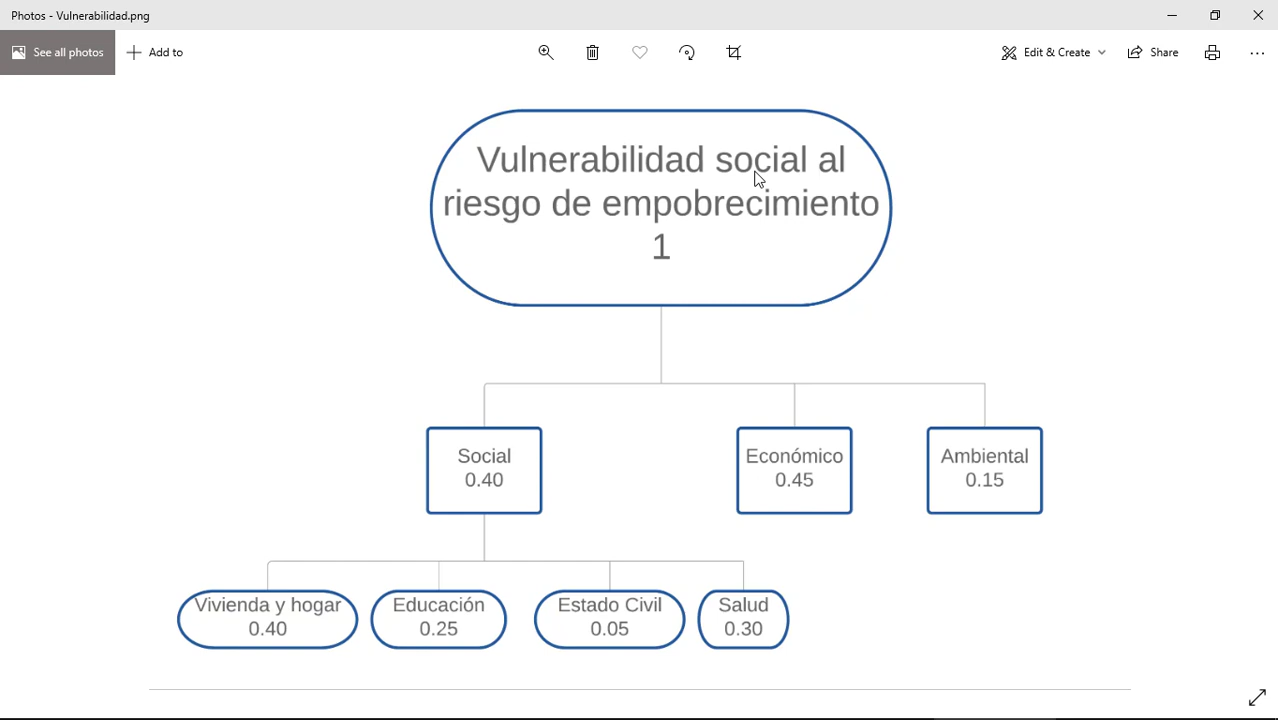 Photos - Vulnerabilidad.png
See all photos
Add to
Edit & Create
Share
Vulnerabilidad social al
riesgo de empobrecimiento
1
Social
0.40
Económico
0.45
Ambiental
0.15
Vivienda y hogar
0.40
Educación
0.25
Estado Civil
0.05
Salud
0.30